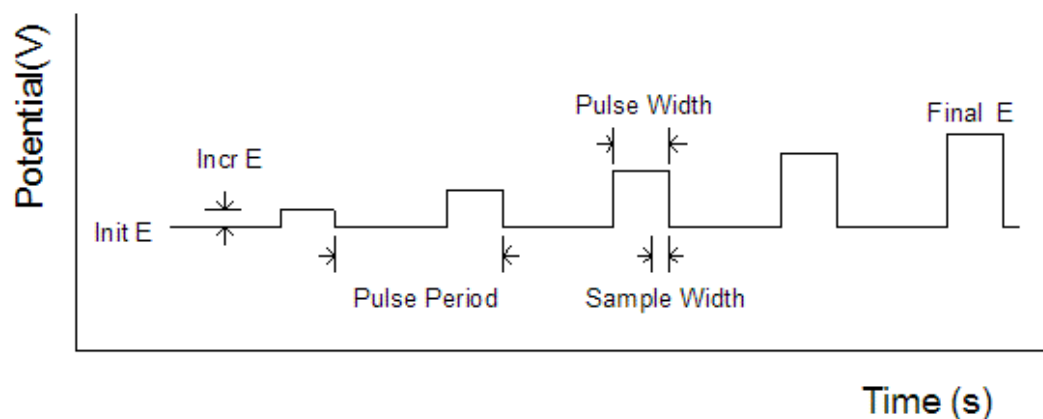 Potential(V)
Pulse Width
Final E
Incr E
Init E
Pulse Period
Sample Width
Time (s)